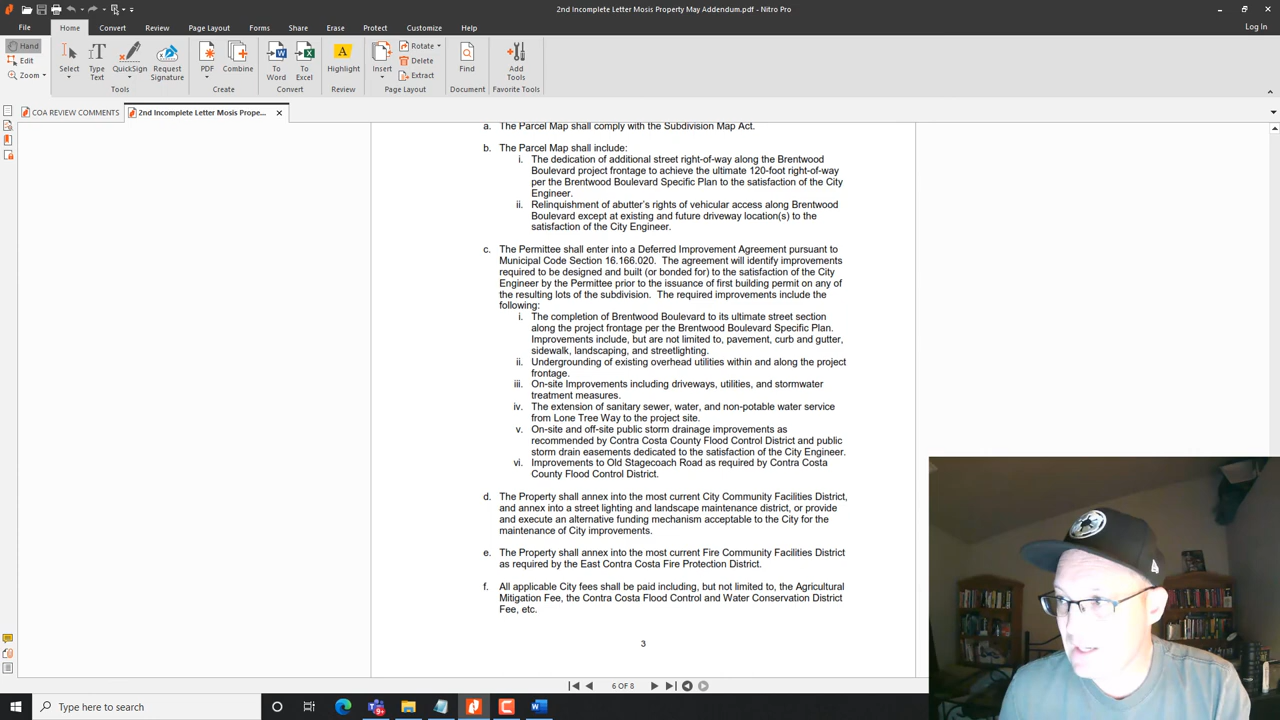 2nd Incomplete Letter Mosis Property May Addendum.pdf - Nitro Pro
File Home Convert Review Page Layout Forms Share Erase Protect Customize Help
Log In
Hand
Edit
Zoom
Select
Type Text
QuickSign
Request Signature
Tools
PDF
Combine
Create
To Word
To Excel
Convert
Highlight
Review
Insert
Rotate
Delete
Extract
Page Layout
Find
Document
Add Tools
Favorite Tools
COA REVIEW COMMENTS
2nd Incomplete Letter Mosis Prope...
a. The Parcel Map shall comply with the Subdivision Map Act.
b. The Parcel Map shall include:
i. The dedication of additional street right-of-way along the Brentwood
Boulevard project frontage to achieve the ultimate 120-foot right-of-way
per the Brentwood Boulevard Specific Plan to the satisfaction of the City
Engineer.
ii. Relinquishment of abutter's rights of vehicular access along Brentwood
Boulevard except at existing and future driveway location(s) to the
satisfaction of the City Engineer.
c. The Permittee shall enter into a Deferred Improvement Agreement pursuant to
Municipal Code Section 16.166.020. The agreement will identify improvements
required to be designed and built (or bonded for) to the satisfaction of the City
Engineer by the Permittee prior to the issuance of first building permit on any of
the resulting lots of the subdivision. The required improvements include the
following:
i. The completion of Brentwood Boulevard to its ultimate street section
along the project frontage per the Brentwood Boulevard Specific Plan.
Improvements include, but are not limited to, pavement, curb and gutter,
sidewalk, landscaping, and streetlighting.
ii. Undergrounding of existing overhead utilities within and along the project
frontage.
iii. On-site Improvements including driveways, utilities, and stormwater
treatment measures.
iv. The extension of sanitary sewer, water, and non-potable water service
from Lone Tree Way to the project site.
v. On-site and off-site public storm drainage improvements as
recommended by Contra Costa County Flood Control District and public
storm drain easements dedicated to the satisfaction of the City Engineer.
vi. Improvements to Old Stagecoach Road as required by Contra Costa
County Flood Control District.
d. The Property shall annex into the most current City Community Facilities District,
and annex into a street lighting and landscape maintenance district, or provide
and execute an alternative funding mechanism acceptable to the City for the
maintenance of City improvements.
e. The Property shall annex into the most current Fire Community Facilities District
as required by the East Contra Costa Fire Protection District.
f. All applicable City fees shall be paid including, but not limited to, the Agricultural
Mitigation Fee, the Contra Costa Flood Control and Water Conservation District
Fee, etc.
3
6 OF 8
Type here to search